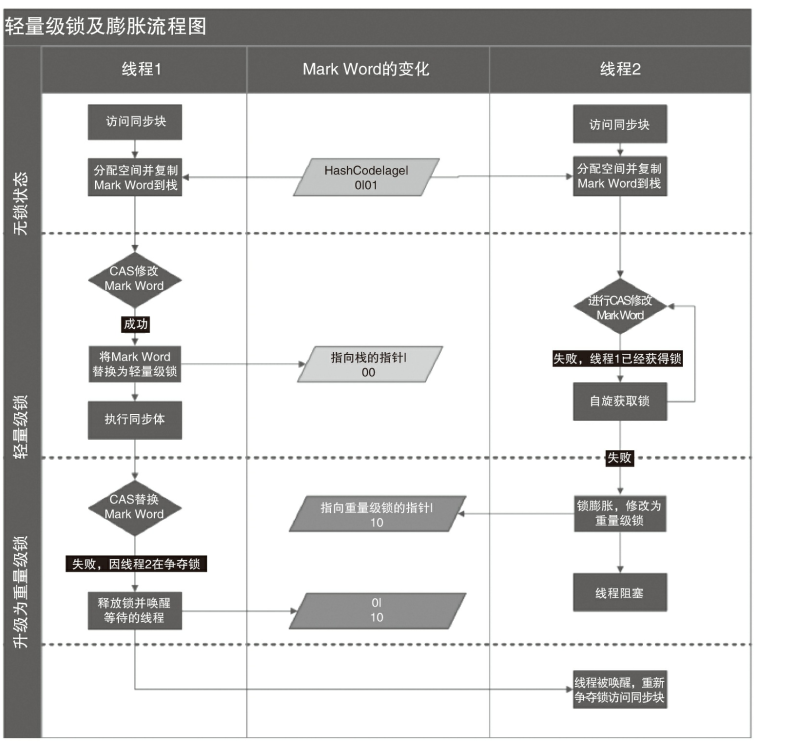 轻量级锁及膨胀流程图
线程1
Mark Word的变化
线程2
无锁状态
访问同步块
访问同步块
分配空间并复制
Mark Word到栈
HashCode|age|
0|01
分配空间并复制
Mark Word到栈
轻量级锁
CAS修改
Mark Word
进行CAS修改
Mark Word
成功
将Mark Word
替换为轻量级锁
指向栈的指针|
00
失败，线程1已经获得锁
自旋获取锁
执行同步体
失败
升级为重量级锁
CAS替换
Mark Word
指向重量级锁的指针|
10
锁膨胀，修改为
重量级锁
失败，因线程2在争夺锁
释放锁并唤醒
等待的线程
0|
10
线程阻塞
线程被唤醒，重新
争夺锁访问同步块